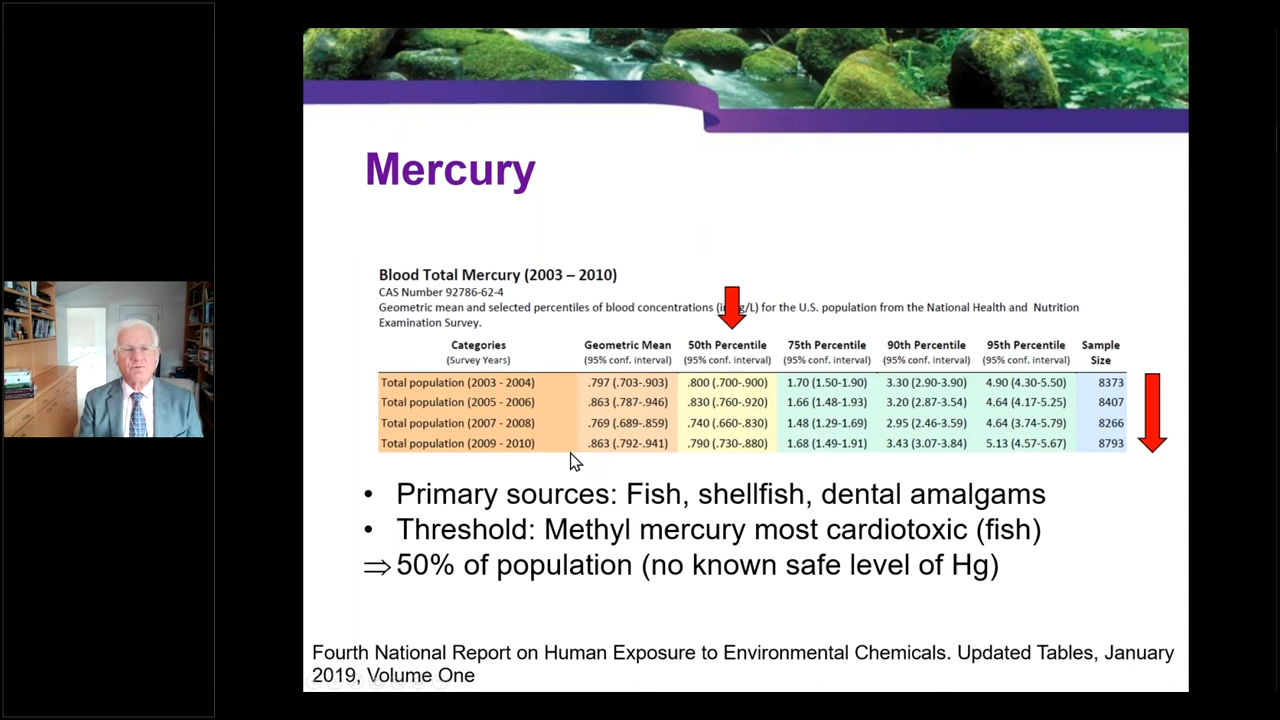 Mercury
Blood Total Mercury (2003 – 2010)
CAS Number 92786-62-4
Geometric mean and selected percentiles of blood concentrations (in g/L) for the U.S. population from the National Health and Nutrition
Examination Survey.
Categories Geometric Mean 50th Percentile 75th Percentile 90th Percentile 95th Percentile Sample
(Survey Years) (95% conf. interval) (95% conf. interval) (95% conf. interval) (95% conf. interval) (95% conf. interval) Size
Total population (2003 - 2004) .797 (.703-.903) .800 (.700-.900) 1.70 (1.50-1.90) 3.30 (2.90-3.90) 4.90 (4.30-5.50) 8373
Total population (2005 - 2006) .863 (.787-.946) .830 (.760-.920) 1.66 (1.48-1.93) 3.20 (2.87-3.54) 4.64 (4.17-5.25) 8407
Total population (2007 - 2008) .769 (.689-.859) .740 (.660-.830) 1.48 (1.29-1.69) 2.95 (2.46-3.59) 4.64 (3.74-5.79) 8266
Total population (2009 - 2010) .863 (.792-.941) .790 (.730-.880) 1.68 (1.49-1.91) 3.43 (3.07-3.84) 5.13 (4.57-5.67) 8793
• Primary sources: Fish, shellfish, dental amalgams
• Threshold: Methyl mercury most cardiotoxic (fish)
⇒ 50% of population (no known safe level of Hg)
Fourth National Report on Human Exposure to Environmental Chemicals. Updated Tables, January
2019, Volume One